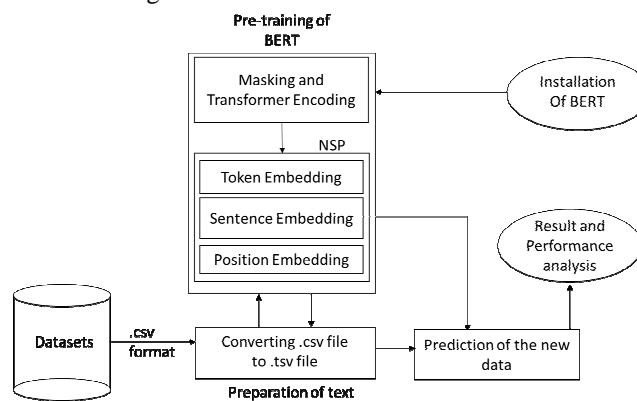 Pre-training of
BERT
Masking and
Transformer Encoding
Installation
Of BERT
NSP
Token Embedding
Sentence Embedding
Position Embedding
Result and
Performance
analysis
Datasets
.csv
format
Converting .csv file
to .tsv file
Prediction of the new
data
Preparation of text